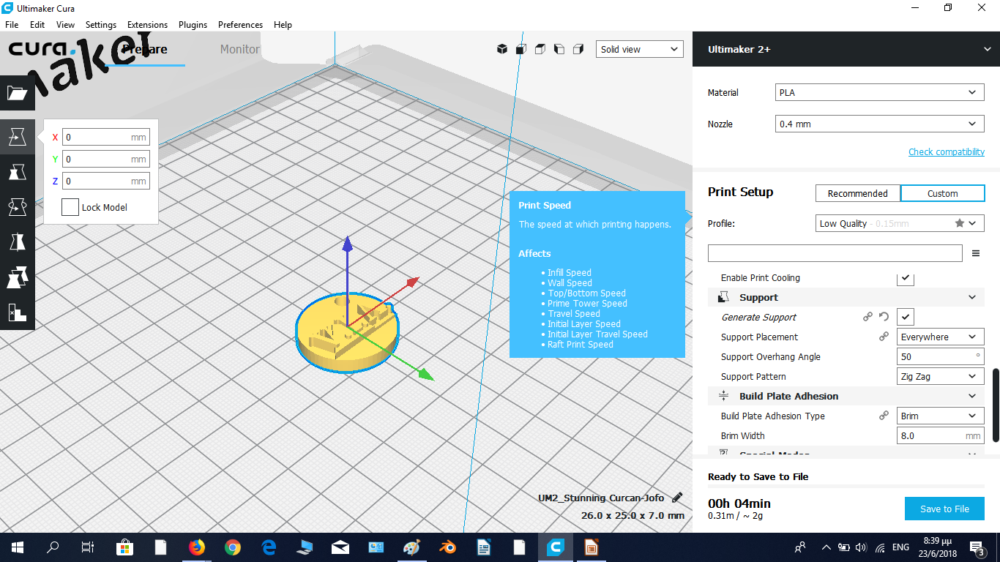 Ultimaker Cura
File Edit View Settings Extensions Plugins Preferences Help
cura.
maker
Prepare
Monitor
Solid view
X 0 mm
Y 0 mm
Z 0 mm
Lock Model
Print Speed
The speed at which printing happens.
Affects
• Infill Speed
• Wall Speed
• Top/Bottom Speed
• Prime Tower Speed
• Travel Speed
• Initial Layer Speed
• Initial Layer Travel Speed
• Raft Print Speed
UM2_Stunning Curcan-Jofo
26.0 x 25.0 x 7.0 mm
Ultimaker 2+
Material PLA
Nozzle 0.4 mm
Check compatibility
Print Setup Recommended Custom
Profile: Low Quality - 0.15mm
Enable Print Cooling
Support
Generate Support
Support Placement Everywhere
Support Overhang Angle 50 °
Support Pattern Zig Zag
Build Plate Adhesion
Build Plate Adhesion Type Brim
Brim Width 8.0 mm
Special Modes
Ready to Save to File
00h 04min
0.31m / ~ 2g
Save to File
ENG
8:39 μμ
23/6/2018
3